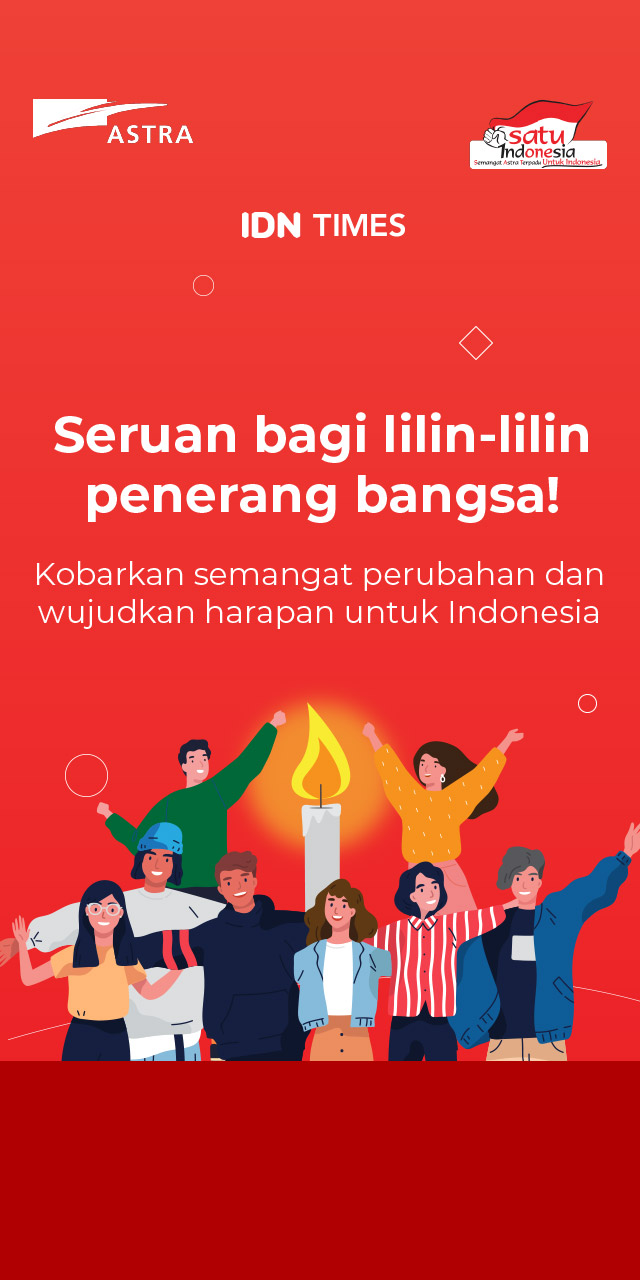 ASTRA
satu
Indonesia
Semangat Astra Terpadu Untuk Indonesia
IDN TIMES
Seruan bagi lilin-lilin
penerang bangsa!
Kobarkan semangat perubahan dan
wujudkan harapan untuk Indonesia